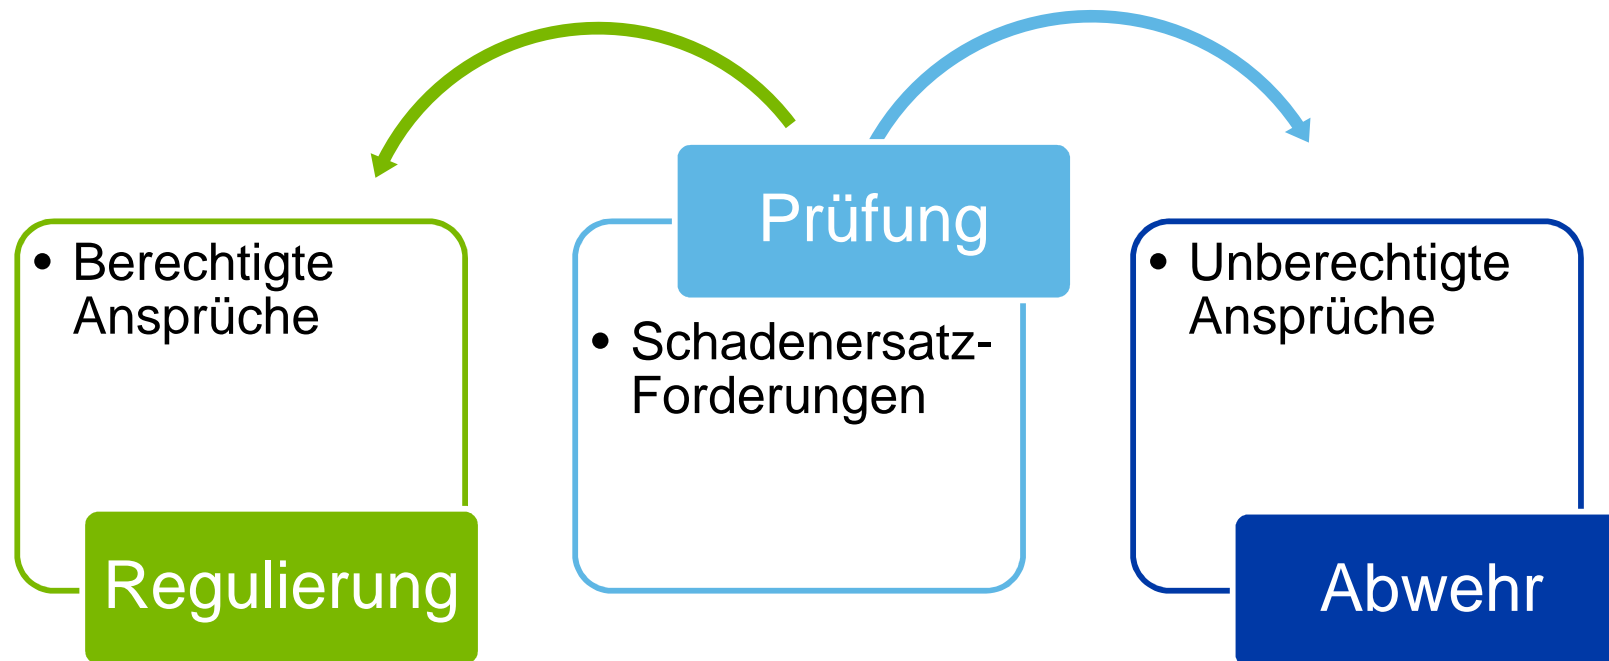 Berechtigte
Ansprüche
Regulierung
Prüfung
Schadenersatz-
Forderungen
Unberechtigte
Ansprüche
Abwehr